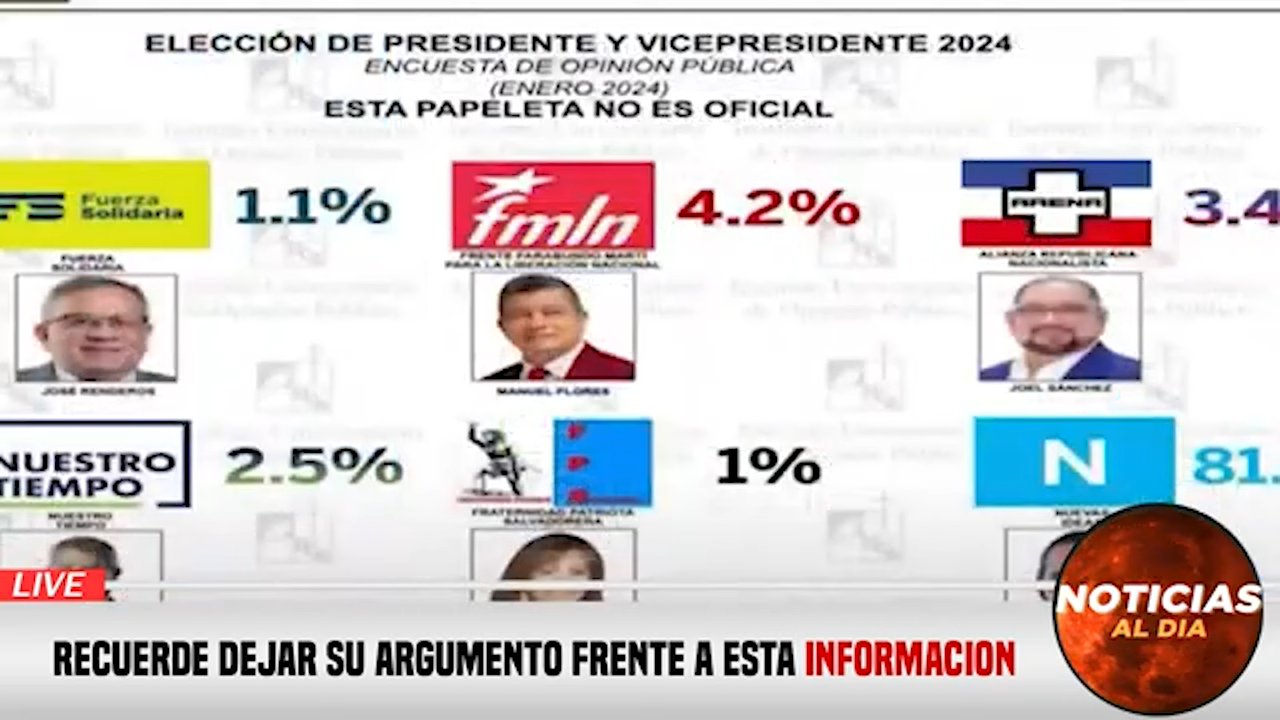 ELECCIÓN DE PRESIDENTE Y VICEPRESIDENTE 2024
ENCUESTA DE OPINIÓN PÚBLICA
(ENERO 2024)
ESTA PAPELETA NO ES OFICIAL
FS Fuerza Solidaria
1.1%
fmln
4.2%
ARENA
3.4
FUERZA
SOLIDARIA
FRENTE FARABUNDO MARTI
PARA LA LIBERACION NACIONAL
ALIANZA REPUBLICANA
NACIONALISTA
JOSÉ RENDEROS
MANUEL FLORES
JOEL SÁNCHEZ
NUESTRO
TIEMPO
2.5%
F
P
S
1%
N
81.
NUESTRO
TIEMPO
FRATERNIDAD PATRIOTA
SALVADOREÑA
NUEVAS
LIVE
NOTICIAS
AL DIA
RECUERDE DEJAR SU ARGUMENTO FRENTE A ESTA INFORMACION